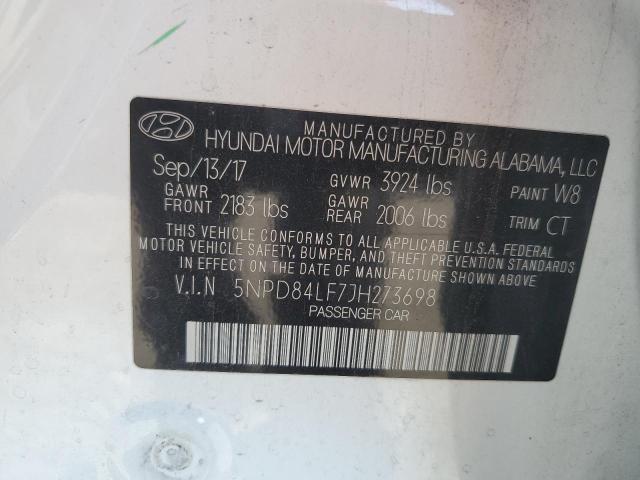 MANUFACTURED BY
HYUNDAI MOTOR MANUFACTURING ALABAMA, LLC
Sep/13/17 GVWR 3924 lbs PAINT W8
GAWR FRONT 2183 lbs GAWR REAR 2006 lbs TRIM CT
THIS VEHICLE CONFORMS TO ALL APPLICABLE U.S.A. FEDERAL
MOTOR VEHICLE SAFETY, BUMPER, AND THEFT PREVENTION
STANDARDS IN EFFECT ON THE DATE OF MANUFACTURE SHOWN ABOVE
V.I.N 5NPD84LF7JH273698
PASSENGER CAR